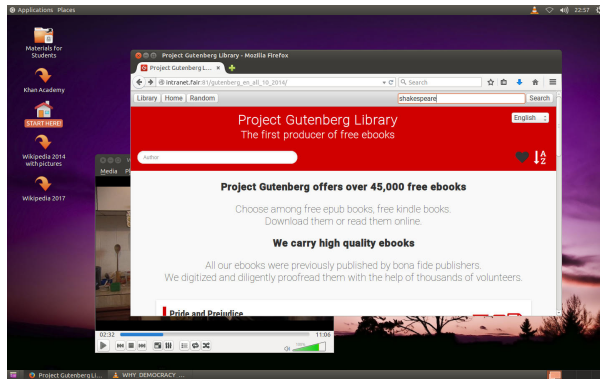 Applications Places
22:57
Materials for
Students
Khan Academy
START HERE!
Wikipedia 2014
with pictures
Wikipedia 2017
Project Gutenberg Library - Mozilla Firefox
Project Gutenberg L... ×
intranet.fair:81/gutenberg_en_all_10_2014/
Search
Library Home Random
shakespeare
Search
Project Gutenberg Library
The first producer of free ebooks
English
Author
A
Z
Project Gutenberg offers over 45,000 free ebooks
Choose among free epub books, free kindle books.
Download them or read them online.
We carry high quality ebooks
All our ebooks were previously published by bona fide publishers.
We digitized and diligently proofread them with the help of thousands of volunteers.
Pride and Prejudice
Media
02:32
11:06
Project Gutenberg Li...
WHY DEMOCRACY ...